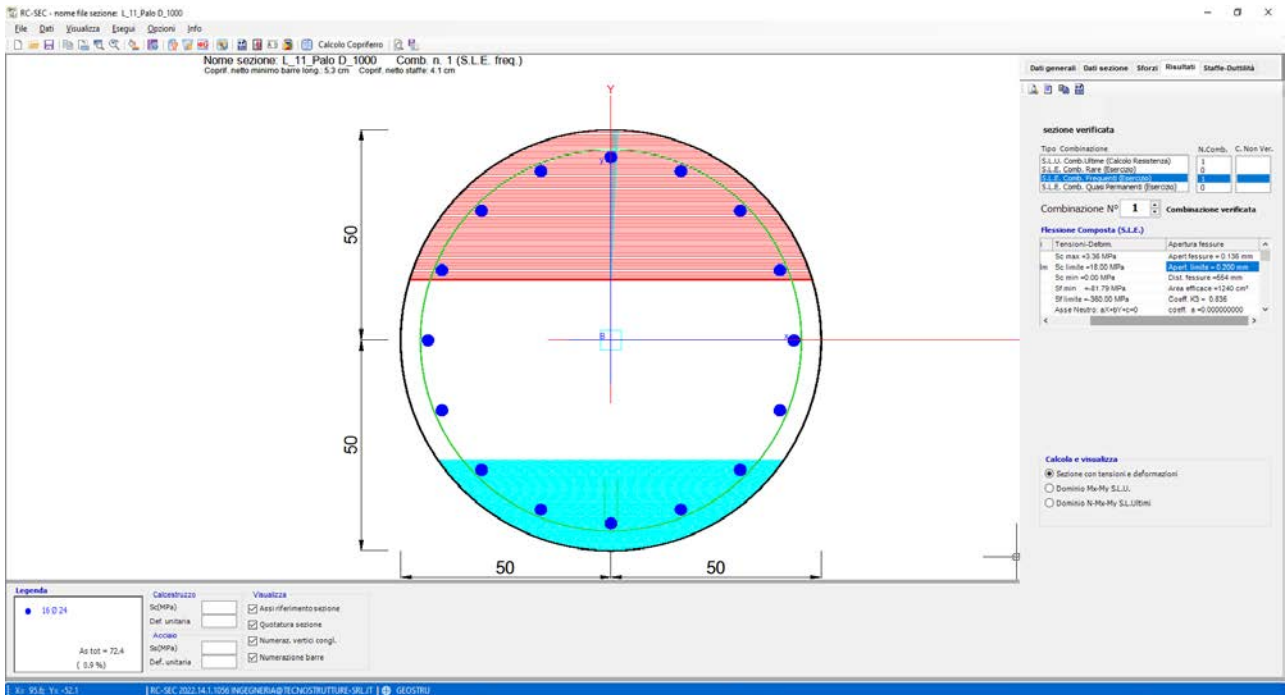 RC-SEC - nome file sezione: L_11_Palo D_1000
File Dati Visualizza Esegui Opzioni Info
Calcolo Copriferro
Nome sezione: L_11_Palo D_1000 Comb. n. 1 (S.L.E. freq.)
Coprif. netto minimo barre long.: 5.3 cm Coprif. netto staffe: 4.1 cm
Dati generali Dati sezione Sforzi Risultati Staffe-Duttilità
sezione verificata
Tipo Combinazione N.Comb. C. Non Ver.
S.L.U. Comb.Ultime (Calcolo Resistenza) 1
S.L.E. Comb. Rare (Esercizio) 0
S.L.E. Comb. Frequenti (Esercizio) 1
S.L.E. Comb. Quasi Permanenti (Esercizio) 0
Combinazione N° 1 Combinazione verificata
Flessione Composta (S.L.E.)
Tensioni-Deform. Apertura fessure
Sc max =3.36 MPa Apert.fessure = 0.136 mm
Sc limite =18.00 MPa Apert. limite = 0.200 mm
Sc min =0.00 MPa Dist. fessure =554 mm
Sf min =-81.79 MPa Area efficace =1240 cm²
Sf limite =-360.00 MPa Coeff. K3 = 0.836
Asse Neutro: aX+bY+c=0 coeff. a =0.000000000
Y
y
x
50
50
50 50
Calcola e visualizza
Sezione con tensioni e deformazioni
Dominio Mx-My S.L.U.
Dominio N-Mx-My S.L.Ultimi
Legenda
16 Ø 24
As tot = 72,4
( 0.9 %)
Calcestruzzo
Sc(MPa)
Def. unitaria
Acciaio
Ss(MPa)
Def. unitaria
Visualizza
Assi riferimento sezione
Quotatura sezione
Numeraz. vertici congl.
Numerazione barre
X= 95.6; Y= -52.1 RC-SEC 2022.14.1.1056 INGEGNERIA@TECNOSTRUTTURE-SRL.IT GEOSTRU